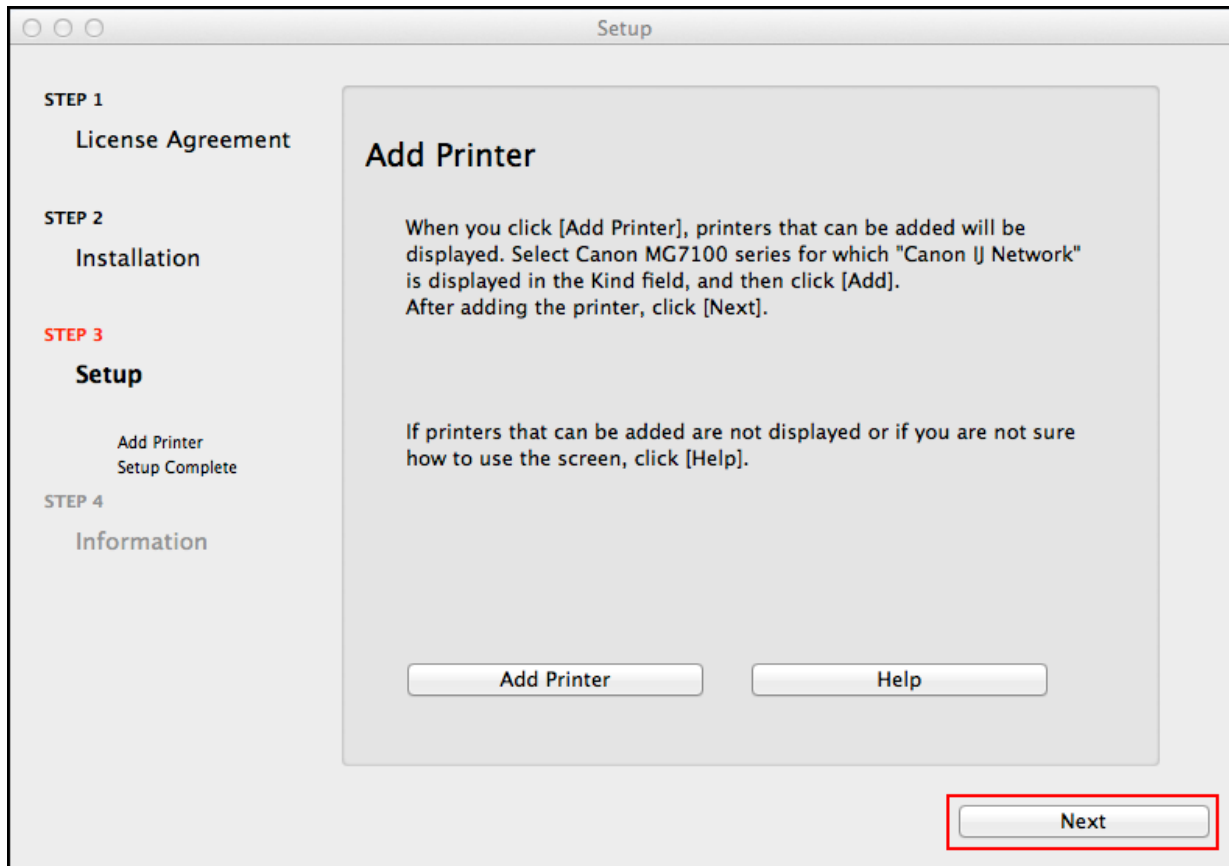 Setup
STEP 1
License Agreement
STEP 2
Installation
STEP 3
Setup
Add Printer
Setup Complete
STEP 4
Information
Add Printer
When you click [Add Printer], printers that can be added will be
displayed. Select Canon MG7100 series for which "Canon IJ Network"
is displayed in the Kind field, and then click [Add].
After adding the printer, click [Next].
If printers that can be added are not displayed or if you are not sure
how to use the screen, click [Help].
Add Printer
Help
Next